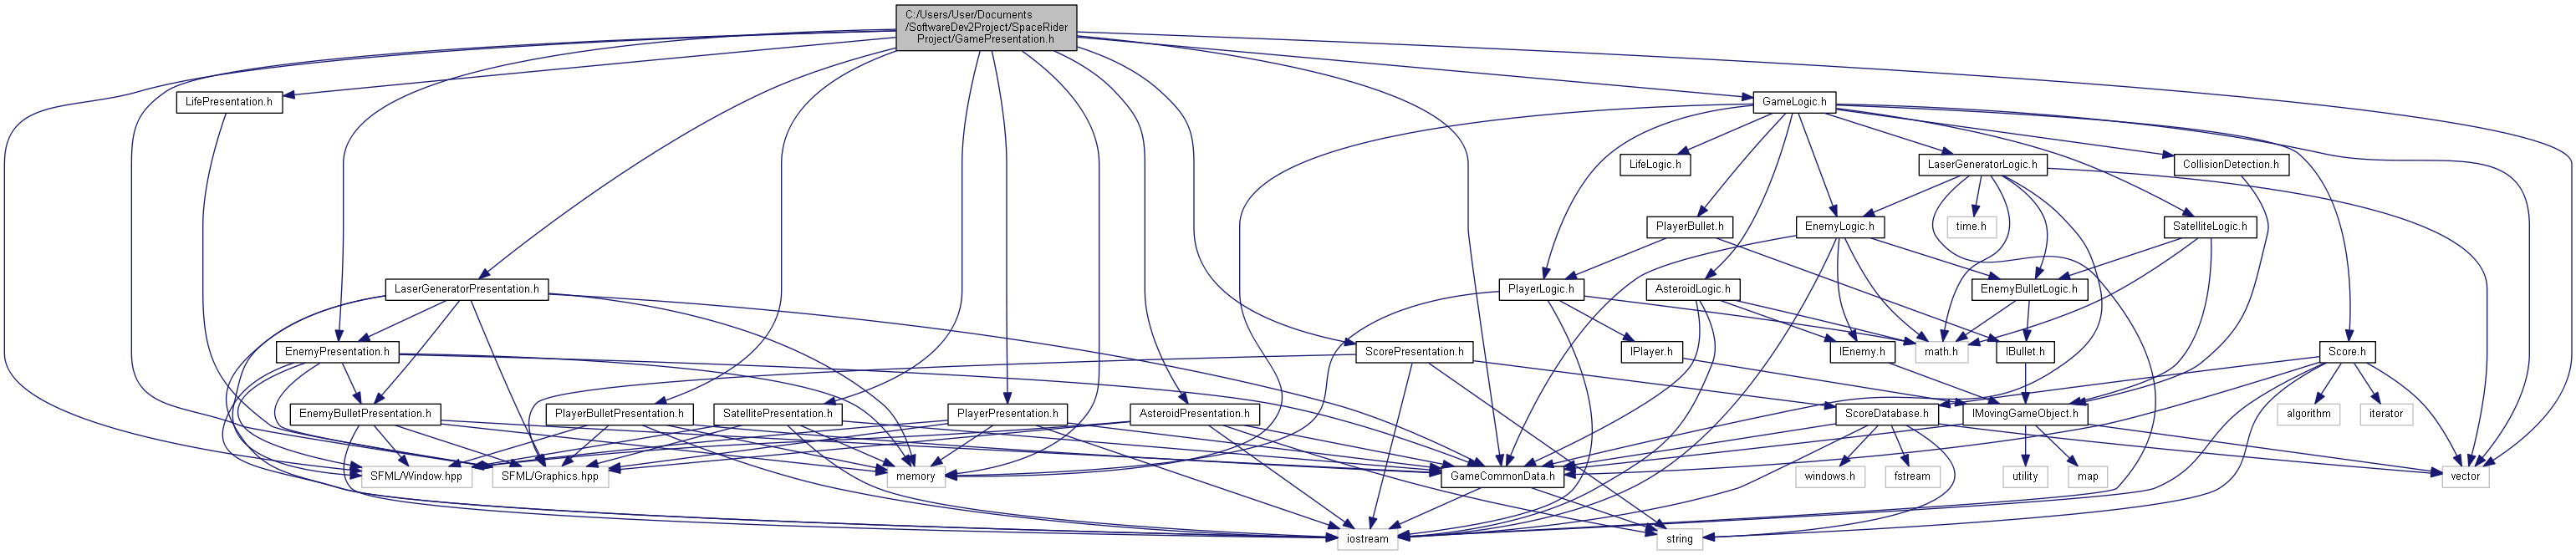 C:/Users/User/Documents
/SoftwareDev2Project/SpaceRider
Project/GamePresentation.h
LifePresentation.h
GameLogic.h
LifeLogic.h
LaserGeneratorLogic.h
CollisionDetection.h
PlayerBullet.h
EnemyLogic.h
time.h
SatelliteLogic.h
LaserGeneratorPresentation.h
PlayerLogic.h
AsteroidLogic.h
EnemyBulletLogic.h
EnemyPresentation.h
ScorePresentation.h
IPlayer.h
IEnemy.h
math.h
IBullet.h
Score.h
EnemyBulletPresentation.h
PlayerBulletPresentation.h
SatellitePresentation.h
PlayerPresentation.h
AsteroidPresentation.h
ScoreDatabase.h
IMovingGameObject.h
algorithm
iterator
SFML/Window.hpp
SFML/Graphics.hpp
memory
GameCommonData.h
windows.h
fstream
utility
map
vector
iostream
string